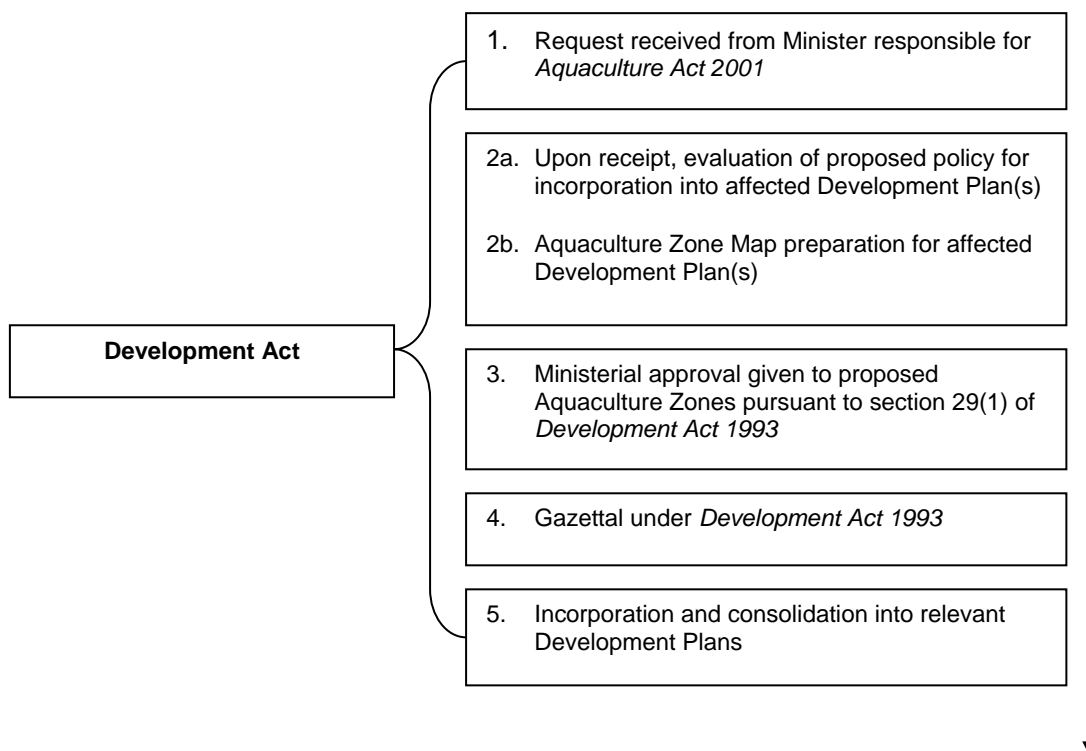 1. Request received from Minister responsible for
Aquaculture Act 2001
2a. Upon receipt, evaluation of proposed policy for
incorporation into affected Development Plan(s)
2b. Aquaculture Zone Map preparation for affected
Development Plan(s)
Development Act
3. Ministerial approval given to proposed
Aquaculture Zones pursuant to section 29(1) of
Development Act 1993
4. Gazettal under Development Act 1993
5. Incorporation and consolidation into relevant
Development Plans